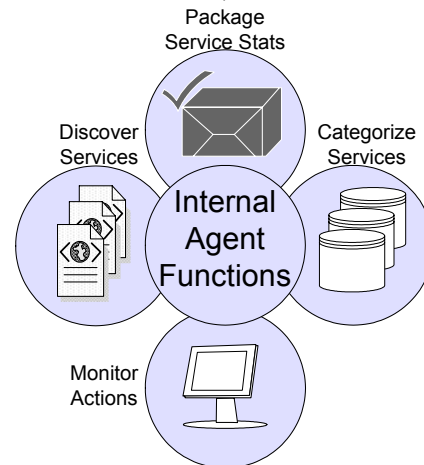 Package
Service Stats
Discover
Services
Categorize
Services
Internal
Agent
Functions
Monitor
Actions